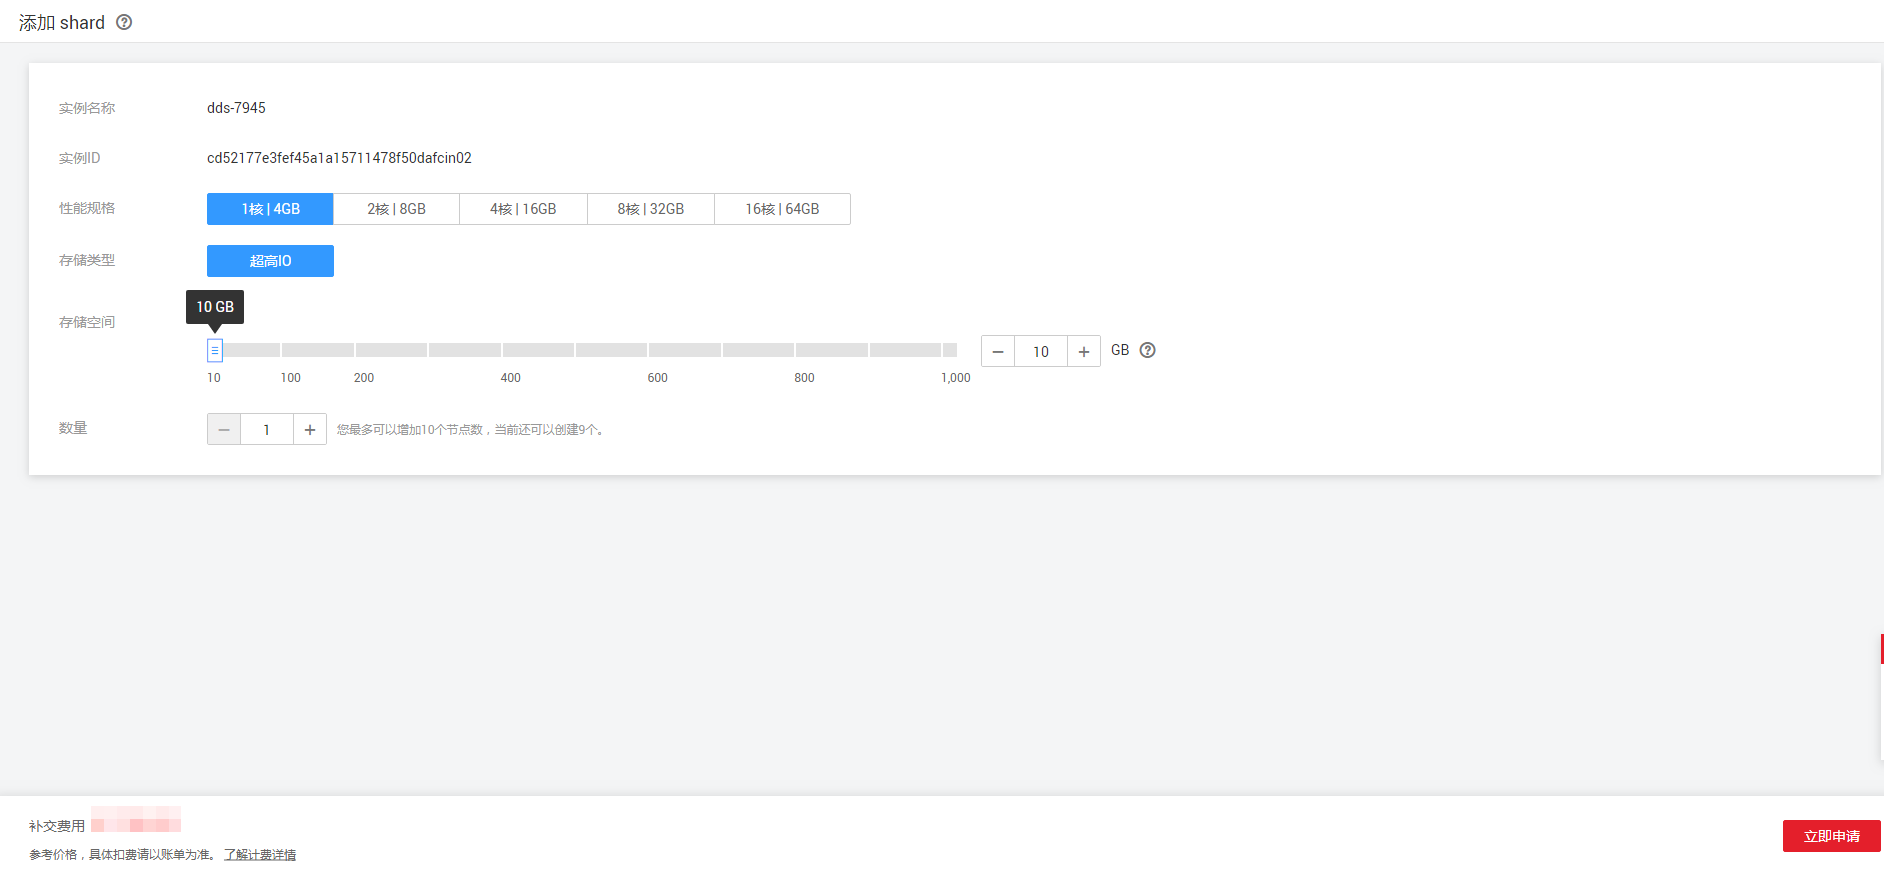 添加 shard
实例名称 dds-7945
实例ID cd52177e3fef45a1a15711478f50dafcin02
性能规格 1核 | 4GB 2核 | 8GB 4核 | 16GB 8核 | 32GB 16核 | 64GB
存储类型 超高IO
10 GB
存储空间
10 GB
10 100 200 400 600 800 1,000
数量 1 您最多可以增加10个节点数，当前还可以创建9个。
补交费用
参考价格，具体扣费请以账单为准。 了解计费详情
立即申请